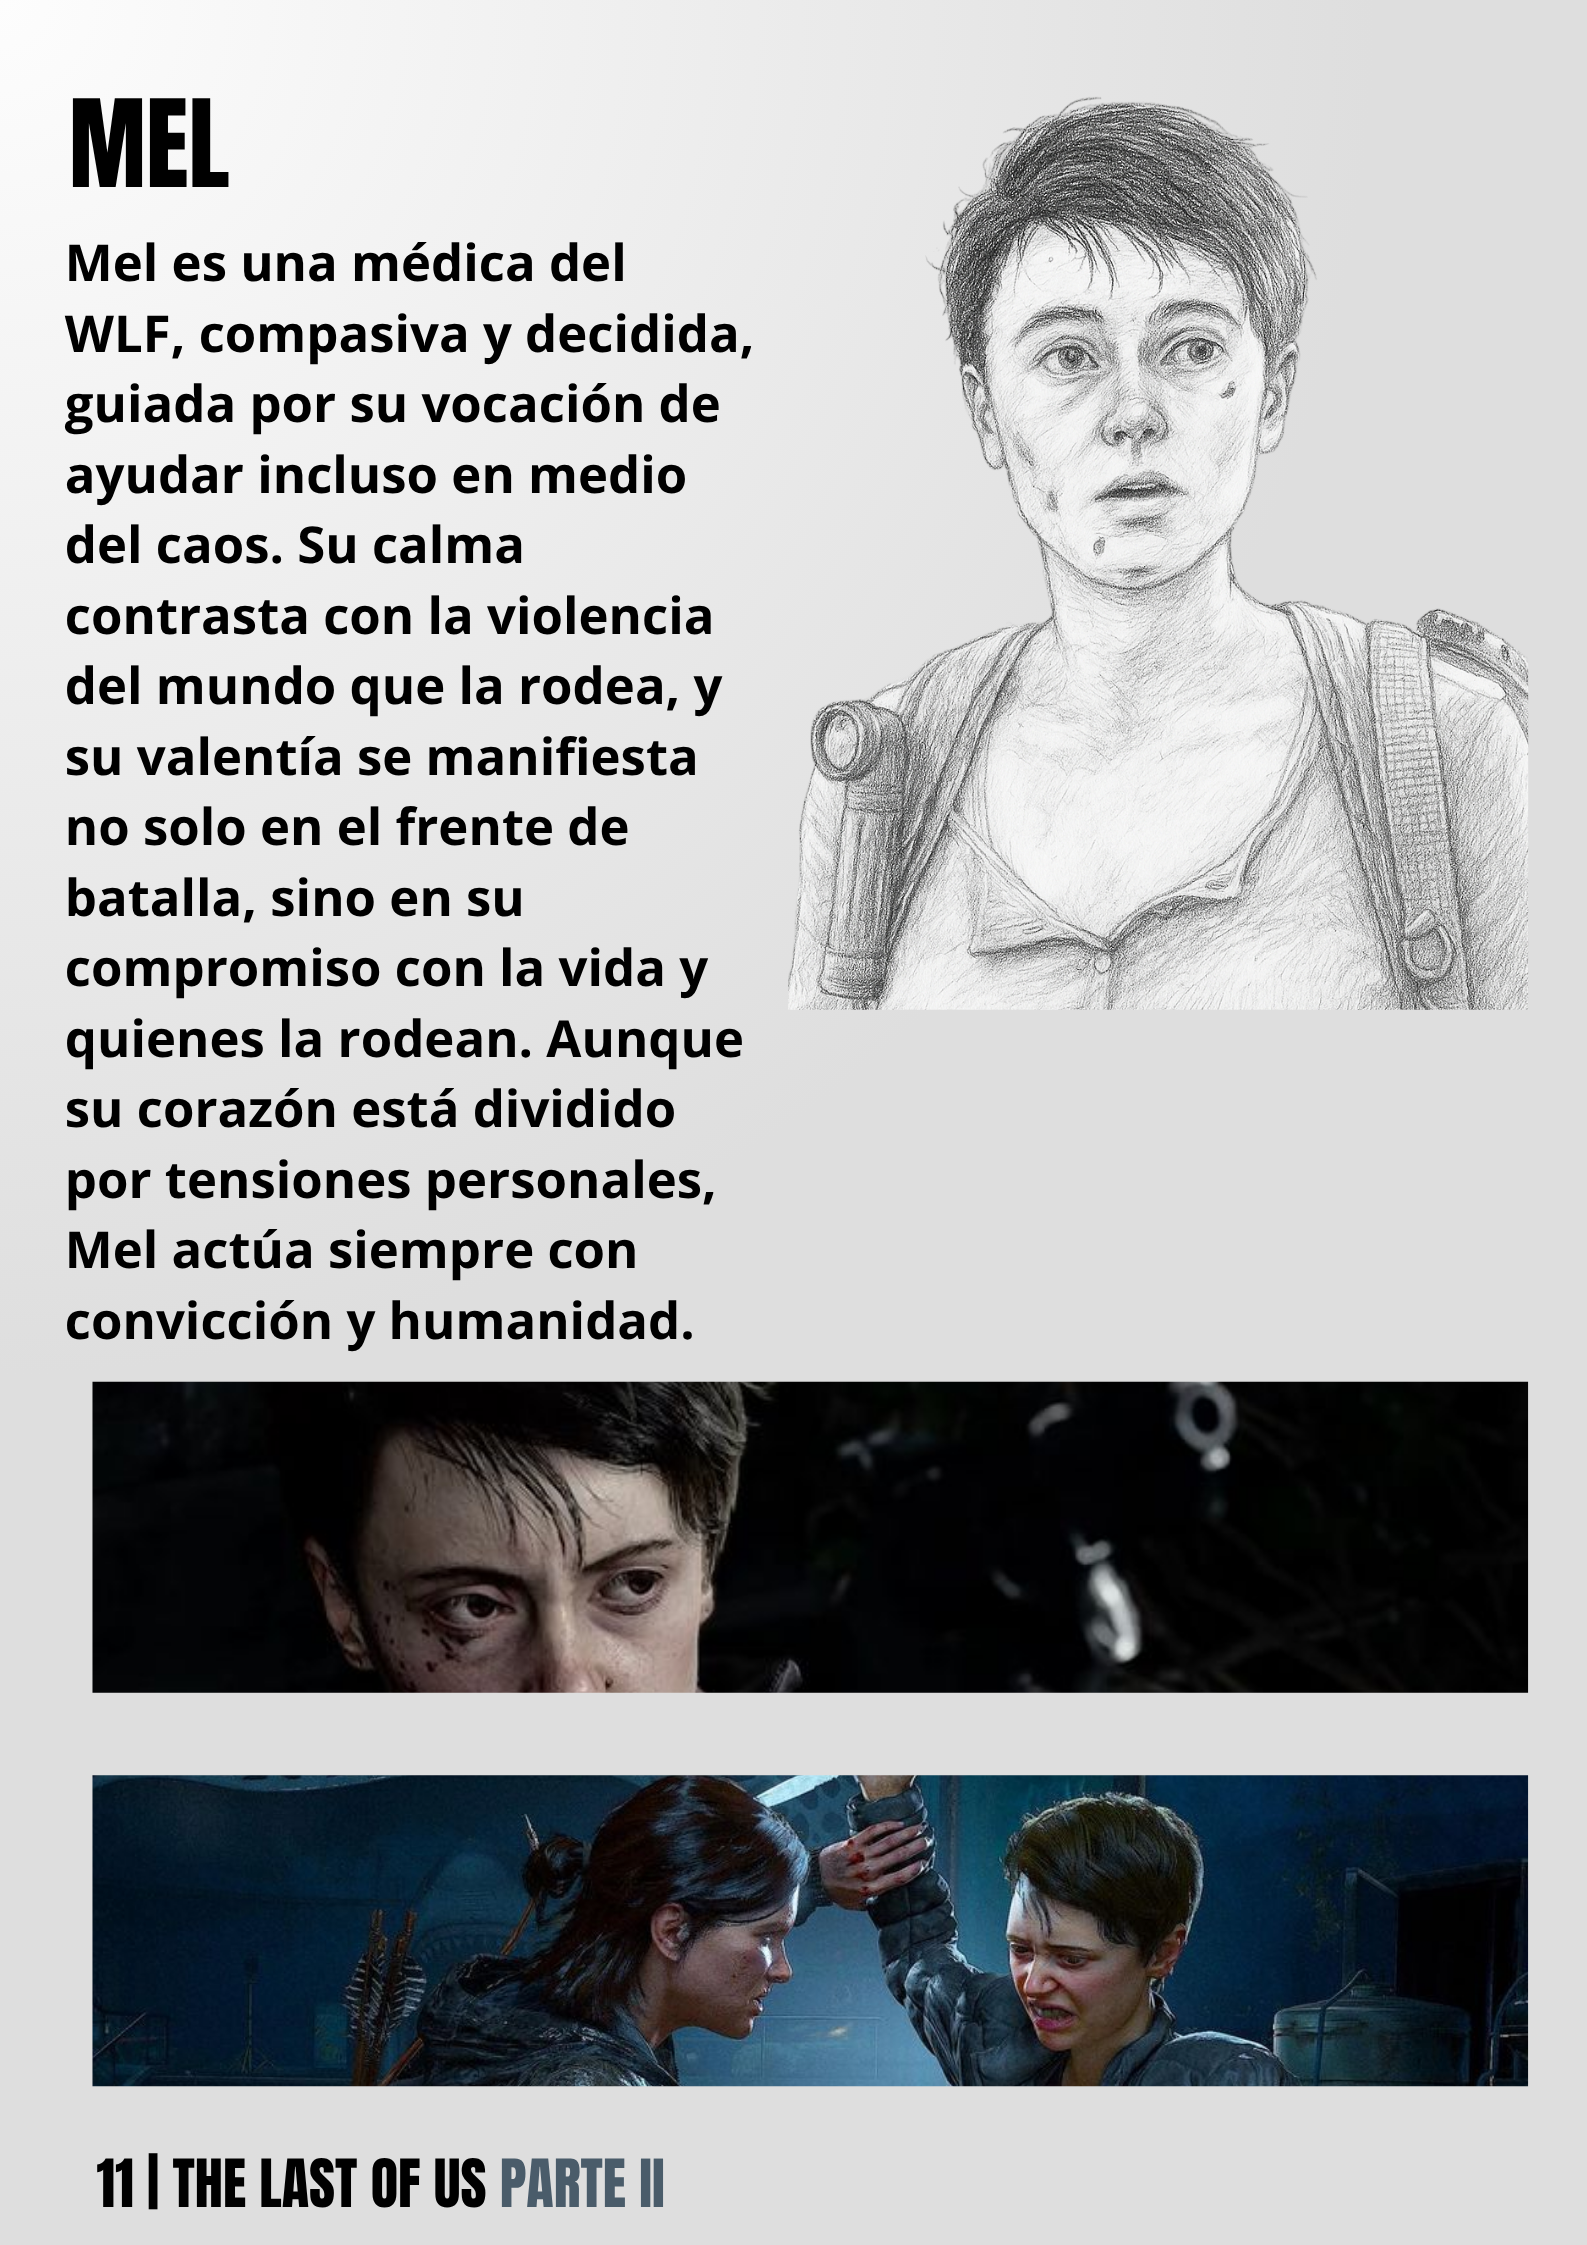 MEL
Mel es una médica del
WLF, compasiva y decidida,
guiada por su vocación de
ayudar incluso en medio
del caos. Su calma
contrasta con la violencia
del mundo que la rodea, y
su valentía se manifiesta
no solo en el frente de
batalla, sino en su
compromiso con la vida y
quienes la rodean. Aunque
su corazón está dividido
por tensiones personales,
Mel actúa siempre con
convicción y humanidad.
11 | THE LAST OF US PARTE II